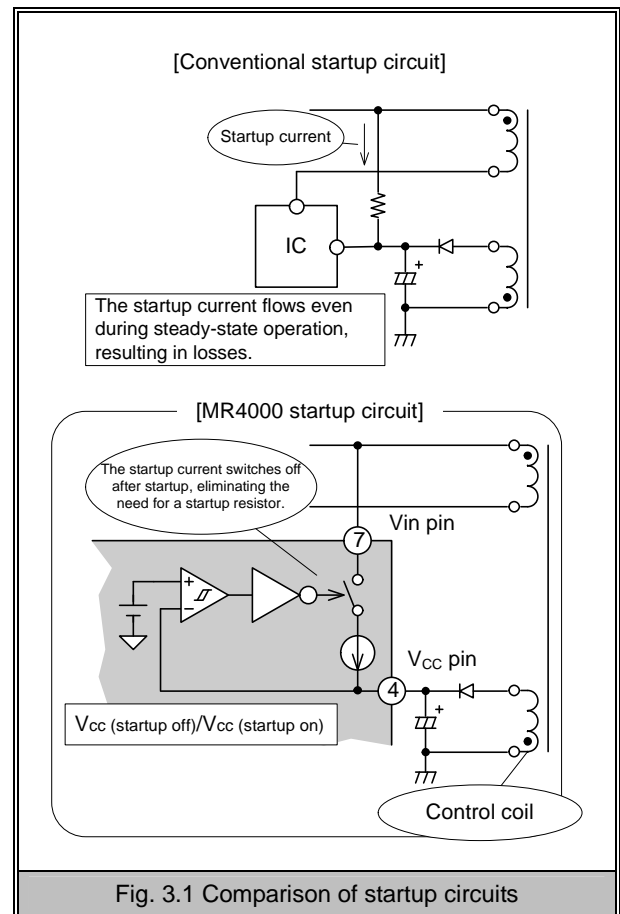 [Conventional startup circuit]
Startup current
IC
+
The startup current flows even
during steady-state operation,
resulting in losses.
[MR4000 startup circuit]
The startup current switches off
after startup, eliminating the
need for a startup resistor.
Vin pin
7
+
−
VCC pin
4
+
Vcc (startup off)/Vcc (startup on)
Control coil
Fig. 3.1 Comparison of startup circuits